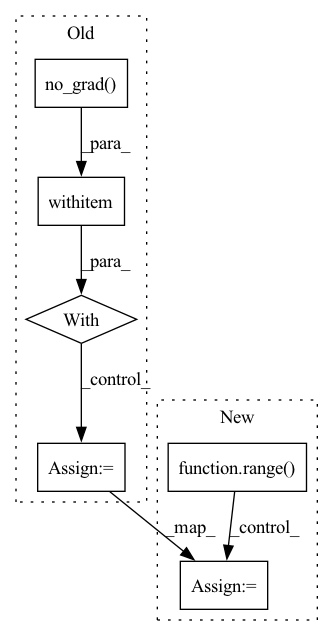 Old
no_grad()
_para_
withitem
_para_
With
_control_
New
Assign:=
function.range()
_map_
_control_
Assign:=